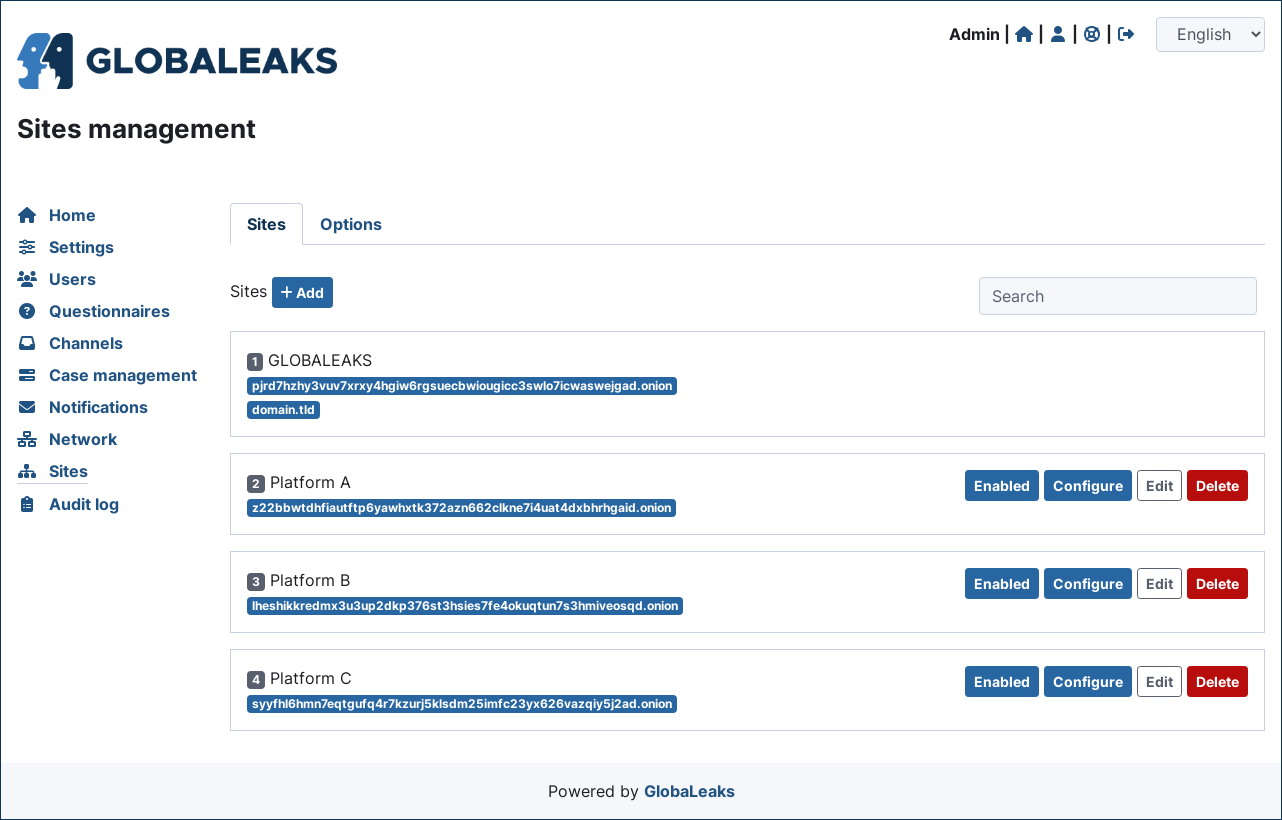 Admin | | | |
English
GLOBALEAKS
Sites management
Home
Settings
Users
Questionnaires
Channels
Case management
Notifications
Network
Sites
Audit log
Sites Options
Sites + Add
Search
1 GLOBALEAKS
pjrd7hzhy3vuv7xrxy4hgiw6rgsuecbwiougicc3swlo7icwaswejgad.onion
domain.tld
2 Platform A
Enabled Configure Edit Delete
z22bbwtdhfiautftp6yawhxtk372azn662clkne7i4uat4dxbhrhgaid.onion
3 Platform B
Enabled Configure Edit Delete
lheshikkredmx3u3up2dkp376st3hsies7fe4okuqtun7s3hmiveosqd.onion
4 Platform C
Enabled Configure Edit Delete
syyfhl6hmn7eqtgufq4r7kzurj5klsdm25imfc23yx626vazqiy5j2ad.onion
Powered by GlobaLeaks